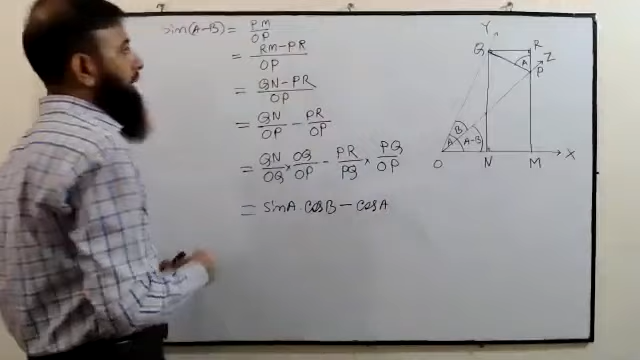 Sin(A-B) = PM/OP
= RM-PR/OP
= QN-PR/OP
= QN/OP - PR/OP
= QN/OQ × OQ/OP - PR/PQ × PQ/OP
= SinA. CosB - CosA
Y
Q
R
A
Z
P
B
A
A-B
O
N
M
X